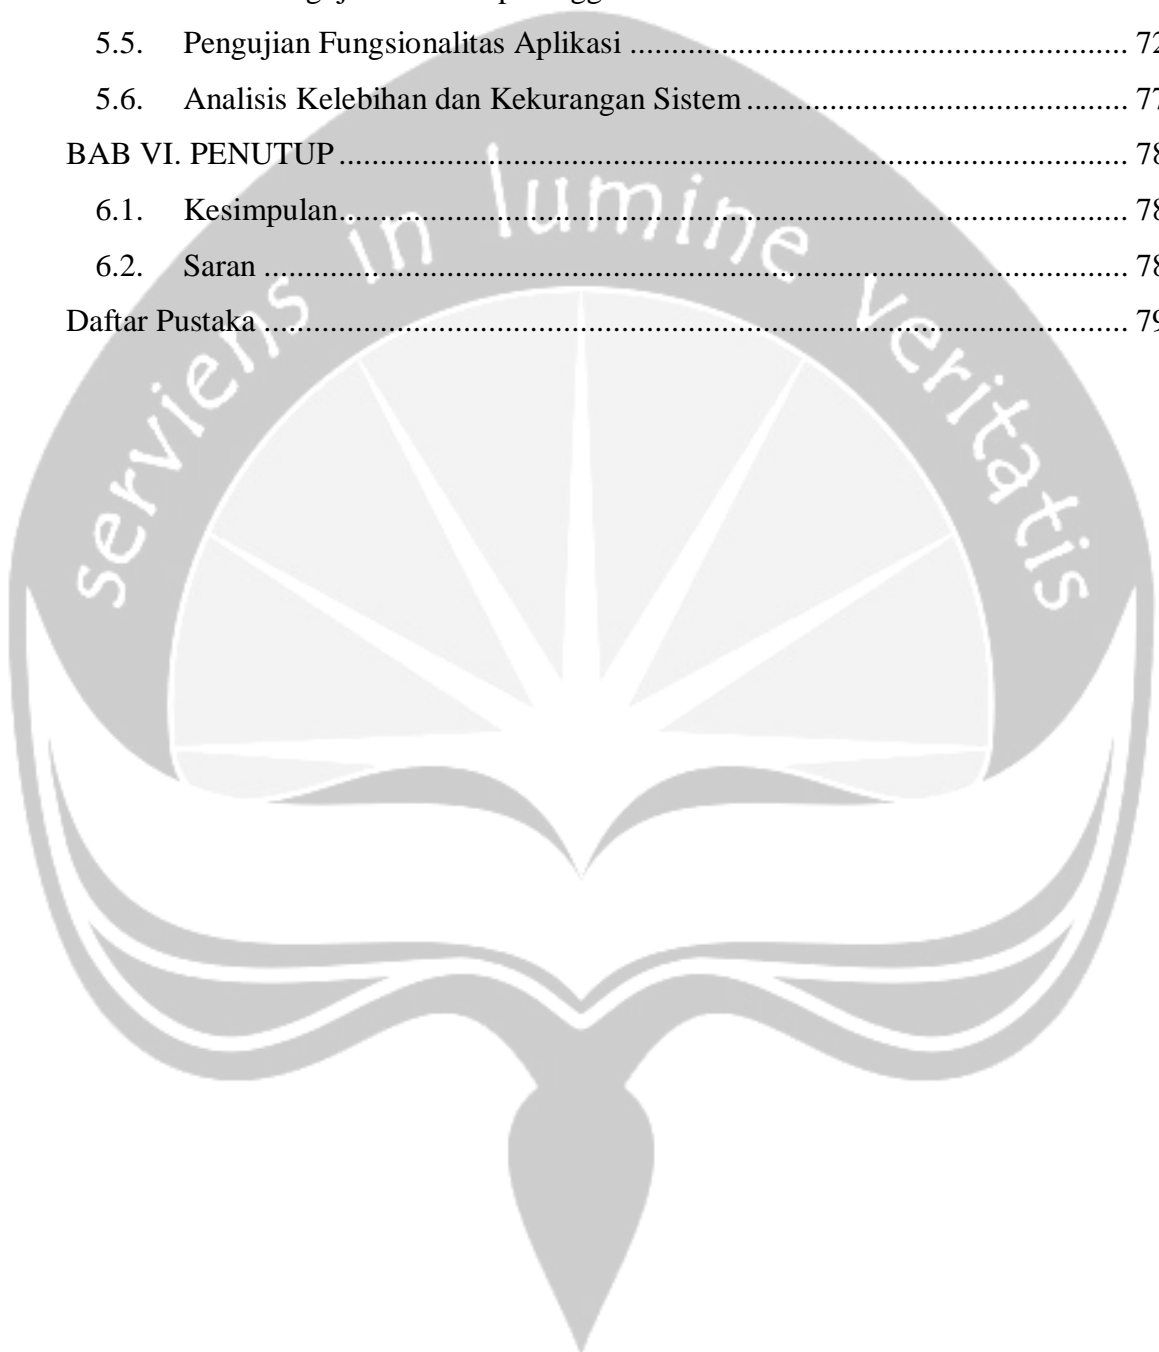 5.5. Pengujian Fungsionalitas Aplikasi ........................................................... 72
5.6. Analisis Kelebihan dan Kekurangan Sistem ............................................. 77
BAB VI. PENUTUP ............................................................................................... 78
6.1. Kesimpulan ............................................................................................... 78
6.2. Saran ........................................................................................................ 78
Daftar Pustaka ........................................................................................................ 79
serviens in lumine veritatis